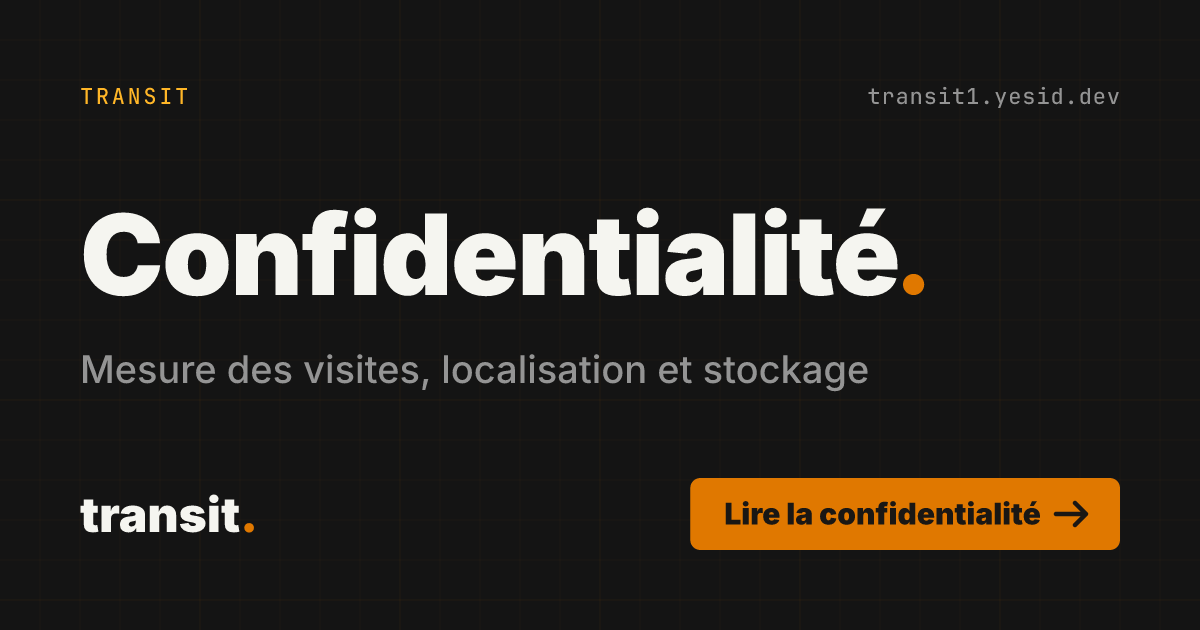 TRANSIT
transit1.yesid.dev
Confidentialité.
Mesure des visites, localisation et stockage
transit.
Lire la confidentialité →